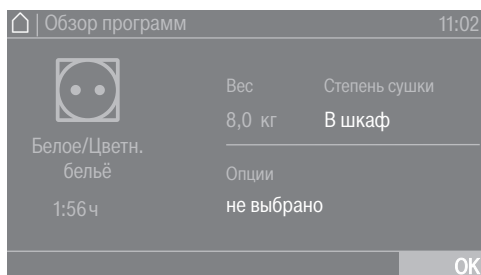 Обзор программ 11:02
Вес Степень сушки
8,0 кг В шкаф
Белое/Цветн.
бельё
1:56 ч
Опции
не выбрано
OK